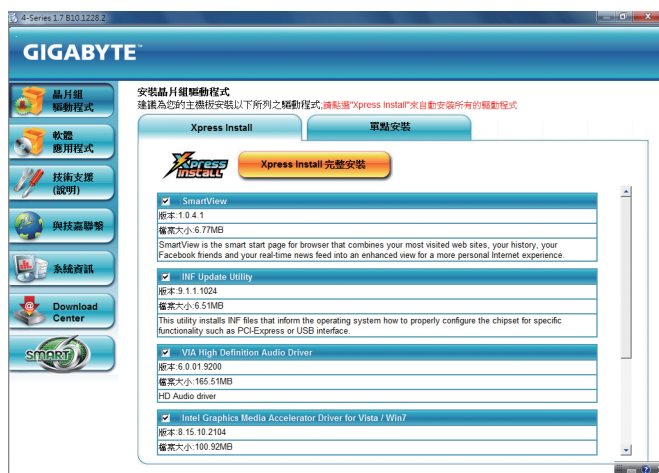 4-Series 1.7 B10.1228.2
GIGABYTE™
晶片組
驅動程式
軟體
應用程式
技術支援
(說明)
與技嘉聯繫
系統資訊
Download
Center
SMART
安裝晶片組驅動程式
建議為您的主機板安裝以下所列之驅動程式,請點選"Xpress Install"來自動安裝所有的驅動程式
Xpress Install
單點安裝
Xpress INSTALL
Xpress Install 完整安裝
SmartView
版本:1.0.4.1
檔案大小:6.77MB
SmartView is the smart start page for browser that combines your most visited web sites, your history, your
Facebook friends and your real-time news feed into an enhanced view for a more personal Internet experience.
INF Update Utility
版本:9.1.1.1024
檔案大小:6.51MB
This utility installs INF files that inform the operating system how to properly configure the chipset for specific
functionality such as PCI-Express or USB interface.
VIA High Definition Audio Driver
版本:6.0.01.9200
檔案大小:165.51MB
HD Audio driver
Intel Graphics Media Accelerator Driver for Vista / Win7
版本:8.15.10.2104
檔案大小:100.92MB